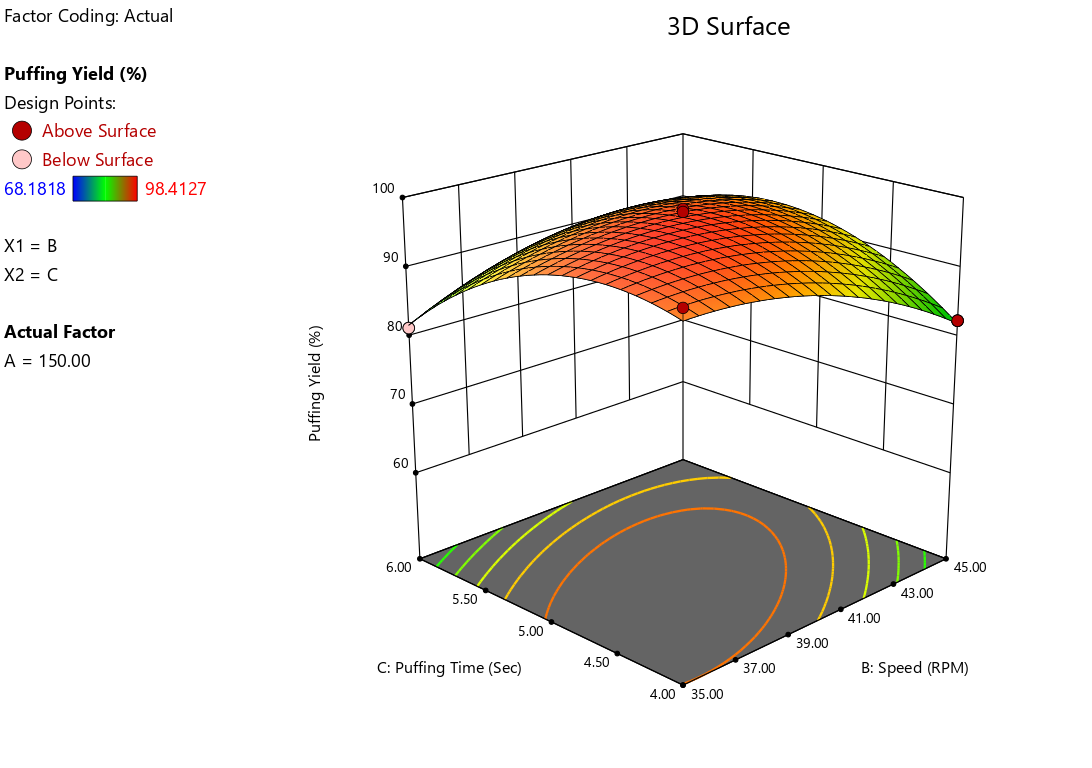 Factor Coding: Actual
3D Surface
Puffing Yield (%)
Design Points:
Above Surface
Below Surface
68.1818 98.4127
X1 = B
X2 = C
Actual Factor
A = 150.00
100
90
80
70
60
Puffing Yield (%)
6.00
5.50
5.00
4.50
4.00
C: Puffing Time (Sec)
35.00
37.00
39.00
41.00
43.00
45.00
B: Speed (RPM)